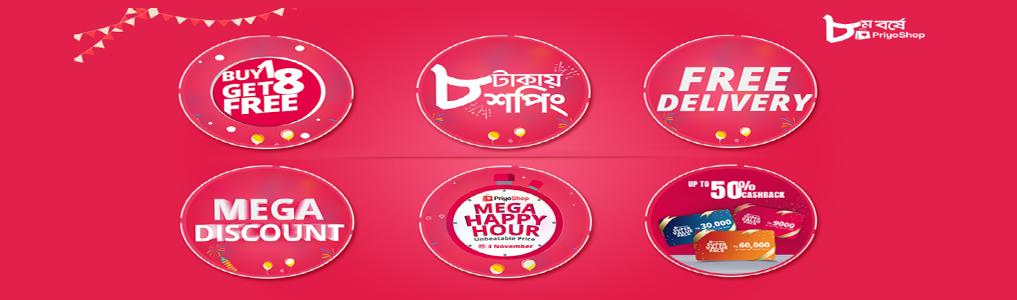 ৮ম বর্ষে
PriyoShop
BUY 1
GET 8
FREE
৮ টাকায়
শপিং
FREE
DELIVERY
MEGA
DISCOUNT
PriyoShop
MEGA
HAPPY
HOUR
Unbeatable Price
November
UP TO 50% CASHBACK
30,000
9000
60,000